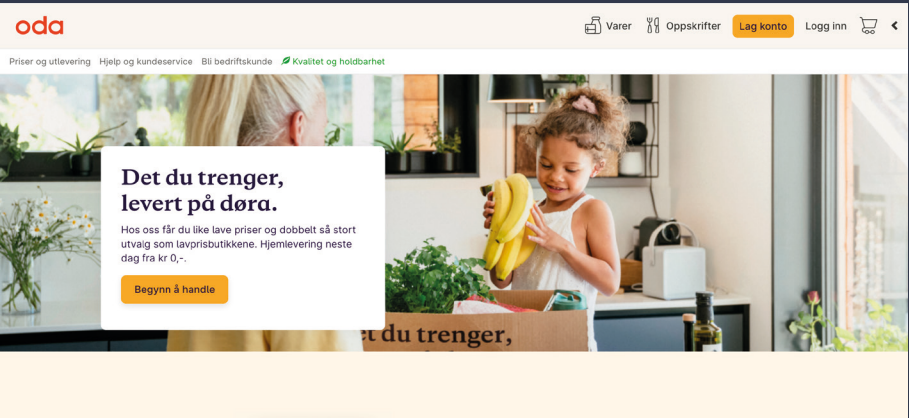 oda
Varer
Oppskrifter
Lag konto
Logg inn
Priser og utlevering
Hjelp og kundeservice
Bli bedriftskunde
Kvalitet og holdbarhet
Det du trenger,
levert på døra.
Hos oss får du like lave priser og dobbelt så stort
utvalg som lavprisbutikkene. Hjemlevering neste
dag fra kr 0,-.
Begynn å handle
et du trenger,